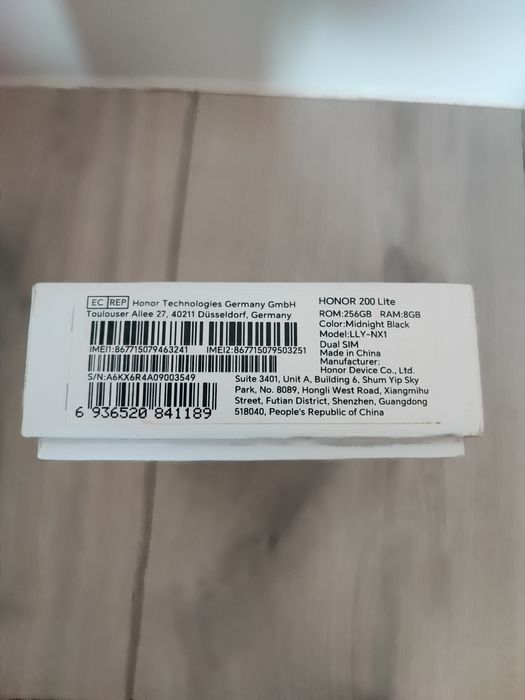 EC REP Honor Technologies Germany GmbH
Toulouser Allee 27, 40211 Düsseldorf, Germany
IMEI1:867715079463241 IMEI2:867715079503251
S/N:A6KX6R4A09003549
6 936520 841189
HONOR 200 Lite
ROM:256GB RAM:8GB
Color:Midnight Black
Model:LLY-NX1
Dual SIM
Made in China
Manufacturer:
Honor Device Co., Ltd.
Suite 3401, Unit A, Building 6, Shum Yip Sky
Park, No. 8089, Hongli West Road, Xiangmihu
Street, Futian District, Shenzhen, Guangdong
518040, People's Republic of China